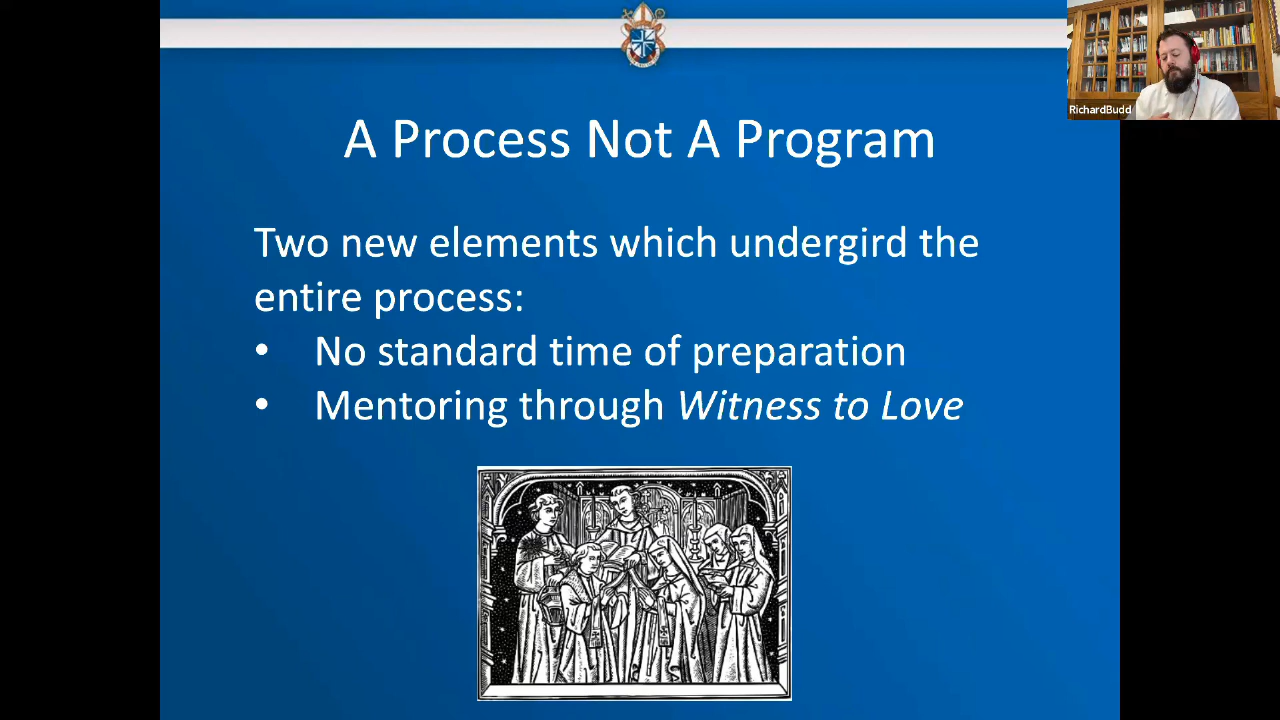 RichardBudd
A Process Not A Program
Two new elements which undergird the
entire process:
• No standard time of preparation
• Mentoring through Witness to Love